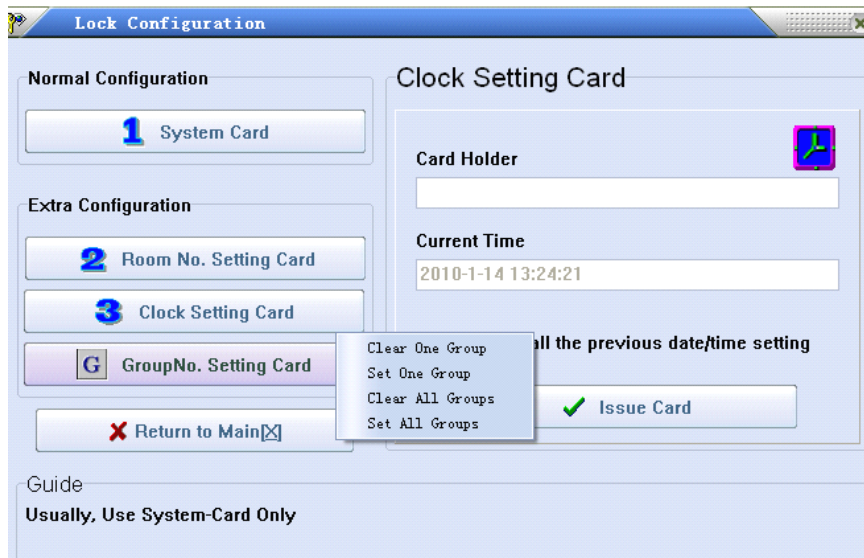 Lock Configuration
Normal Configuration
1 System Card
Extra Configuration
2 Room No. Setting Card
3 Clock Setting Card
G GroupNo. Setting Card
Return to Main[X]
Clock Setting Card
Card Holder
Current Time
2010-1-14 13:24:21
all the previous date/time setting
Clear One Group
Set One Group
Clear All Groups
Set All Groups
Issue Card
Guide
Usually, Use System-Card Only